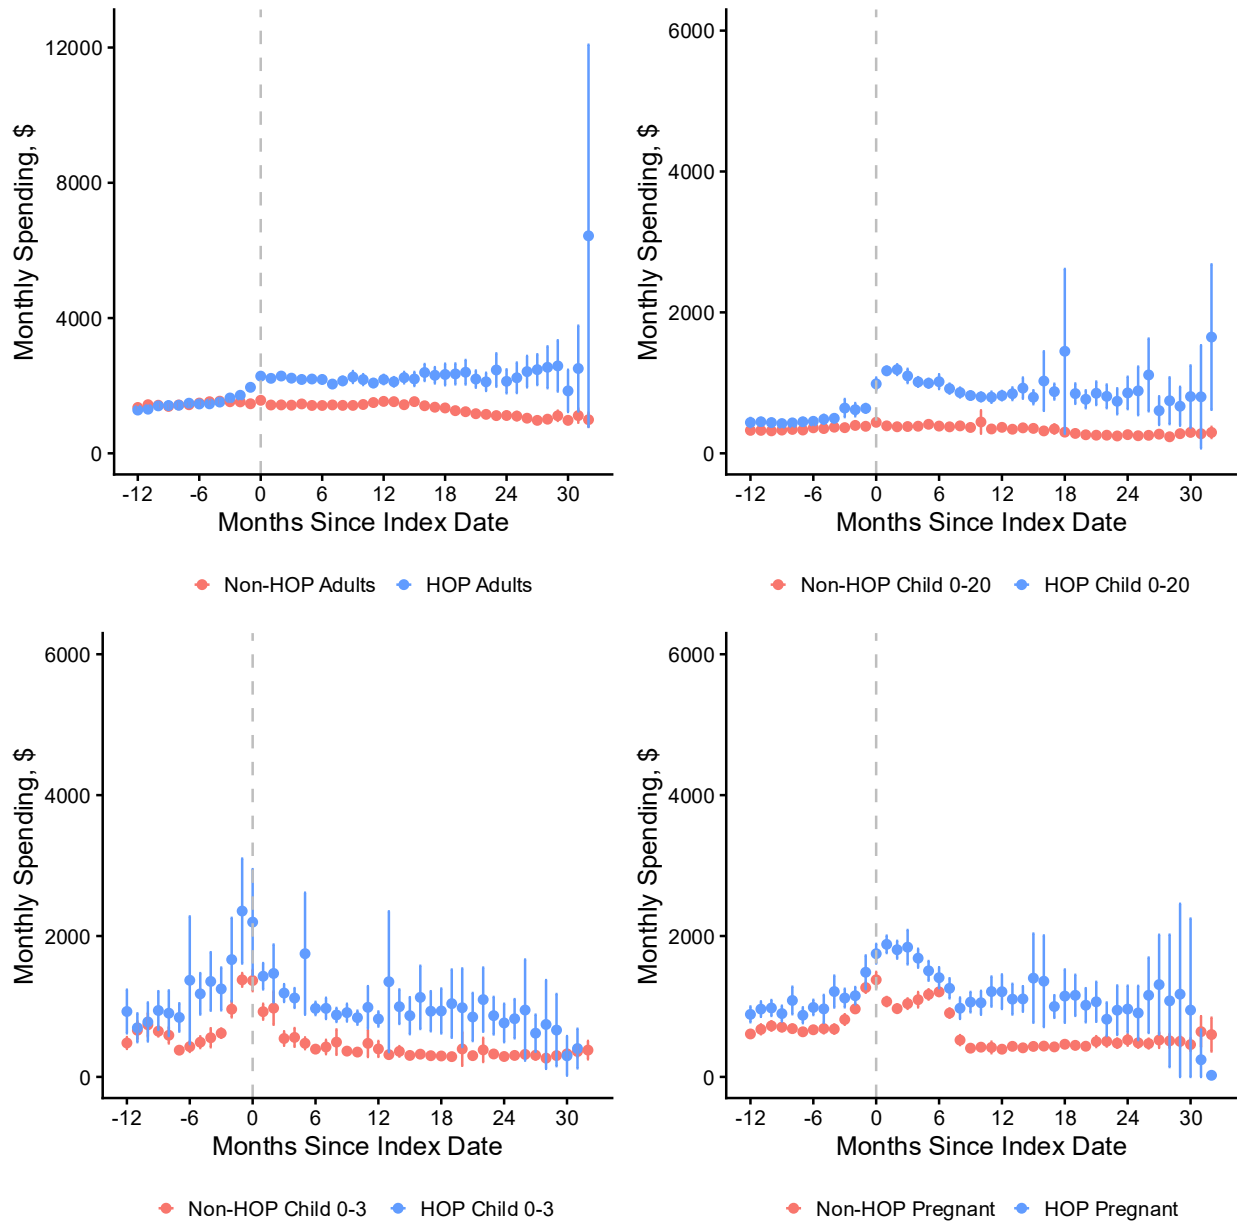 Monthly Spending, $
12000
8000
4000
0
-12 -6 0 6 12 18 24 30
Months Since Index Date
Non-HOP Adults HOP Adults
Monthly Spending, $
6000
4000
2000
0
-12 -6 0 6 12 18 24 30
Months Since Index Date
Non-HOP Child 0-20 HOP Child 0-20
Monthly Spending, $
6000
4000
2000
0
-12 -6 0 6 12 18 24 30
Months Since Index Date
Non-HOP Child 0-3 HOP Child 0-3
Monthly Spending, $
6000
4000
2000
0
-12 -6 0 6 12 18 24 30
Months Since Index Date
Non-HOP Pregnant HOP Pregnant